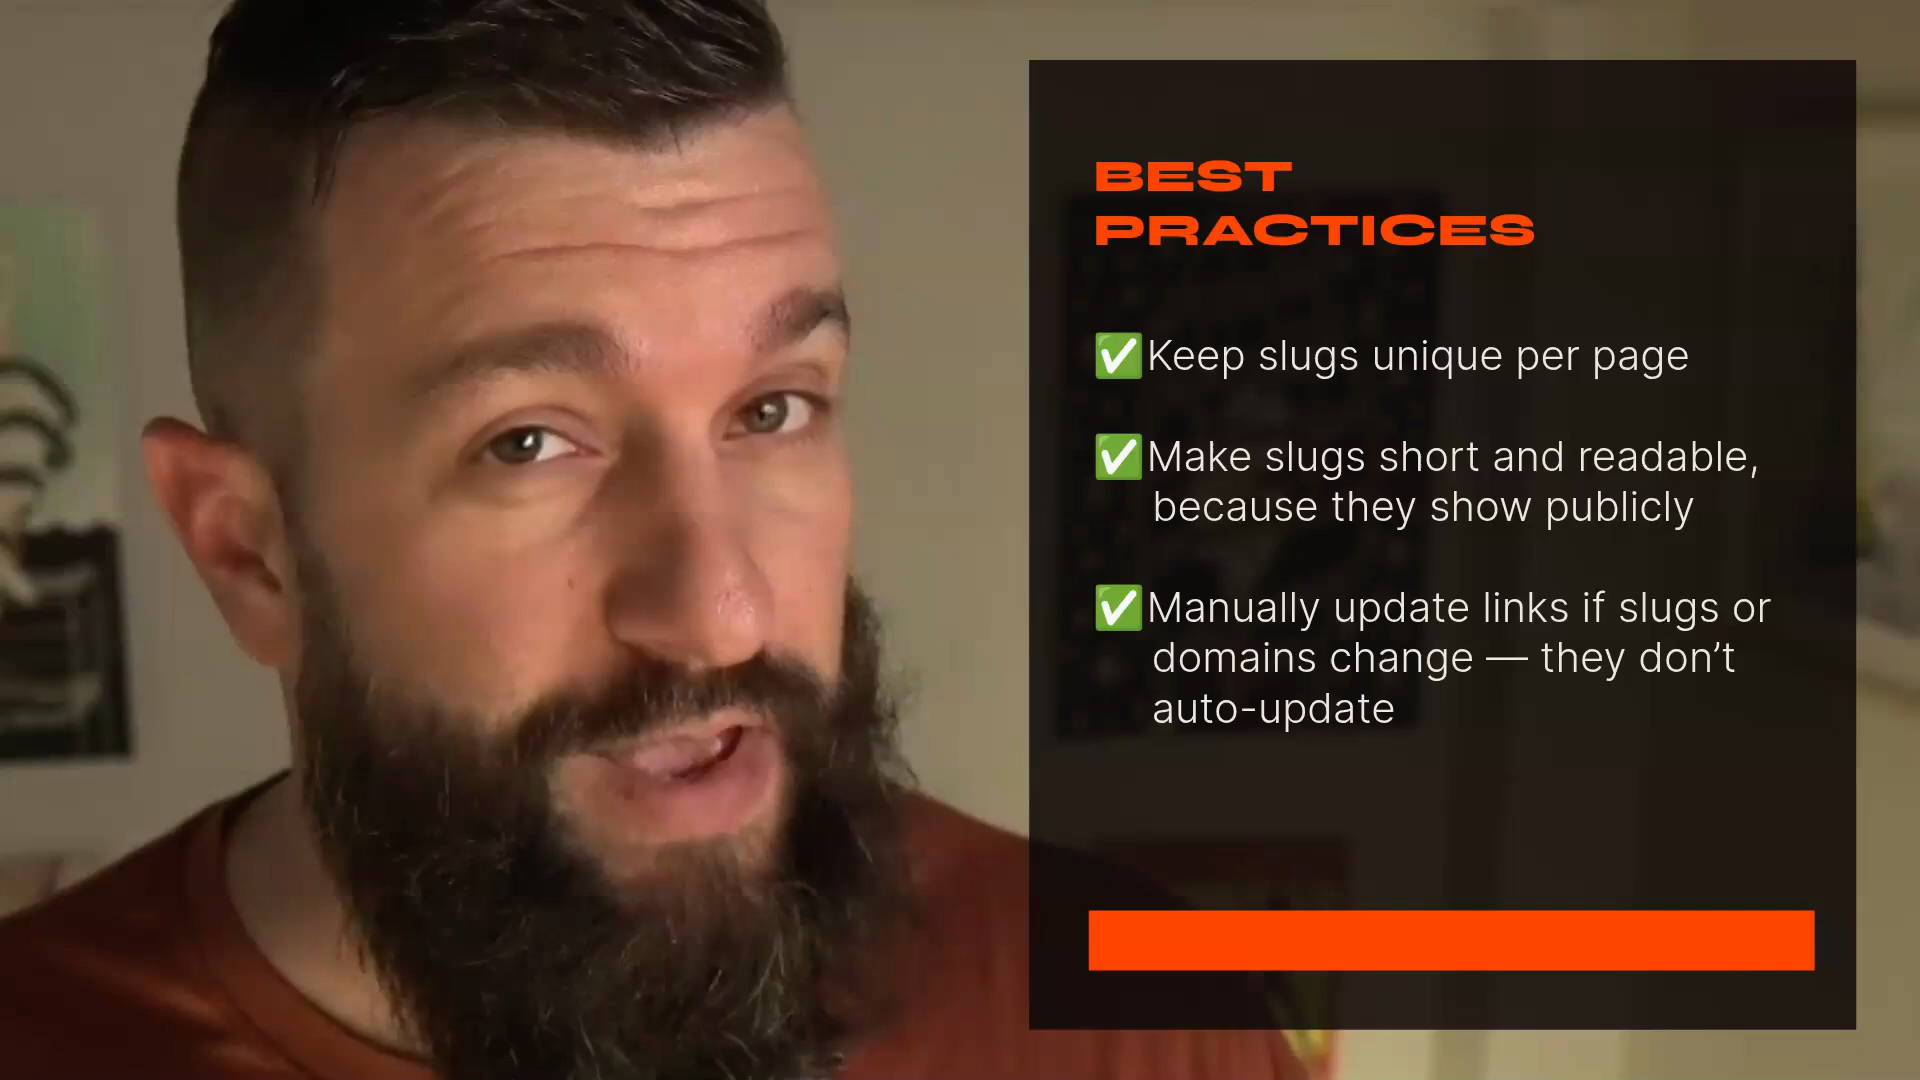 BEST
PRACTICES
✅Keep slugs unique per page
✅Make slugs short and readable,
because they show publicly
✅Manually update links if slugs or
domains change — they don’t
auto-update